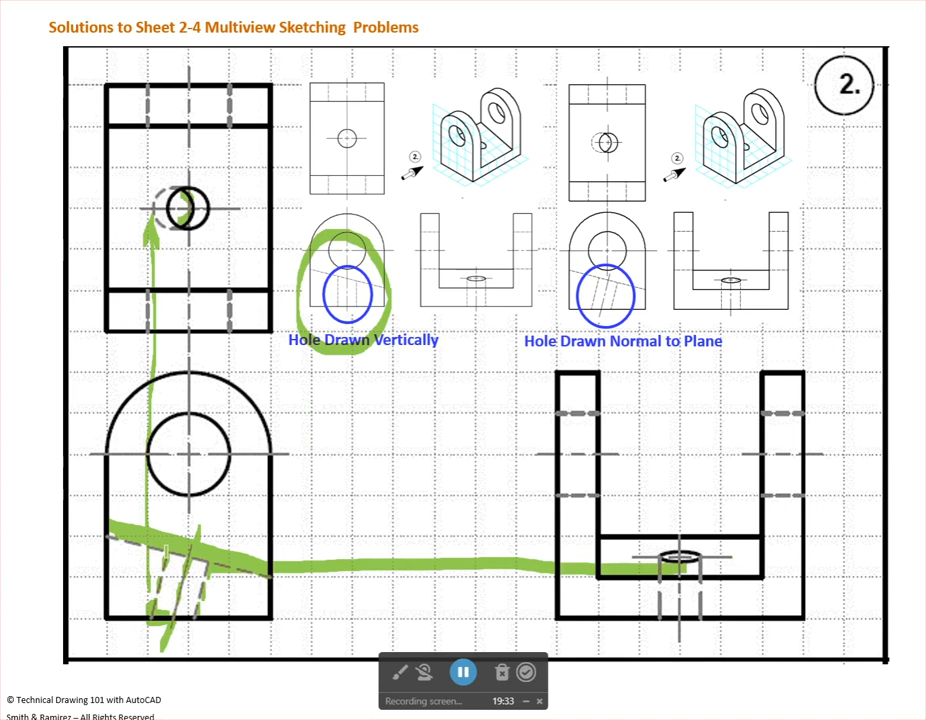 Solutions to Sheet 2-4 Multiview Sketching Problems
2.
2.
2.
Hole Drawn Vertically
Hole Drawn Normal to Plane
Recording screen...
19:33
© Technical Drawing 101 with AutoCAD
Smith & Ramirez – All Rights Reserved